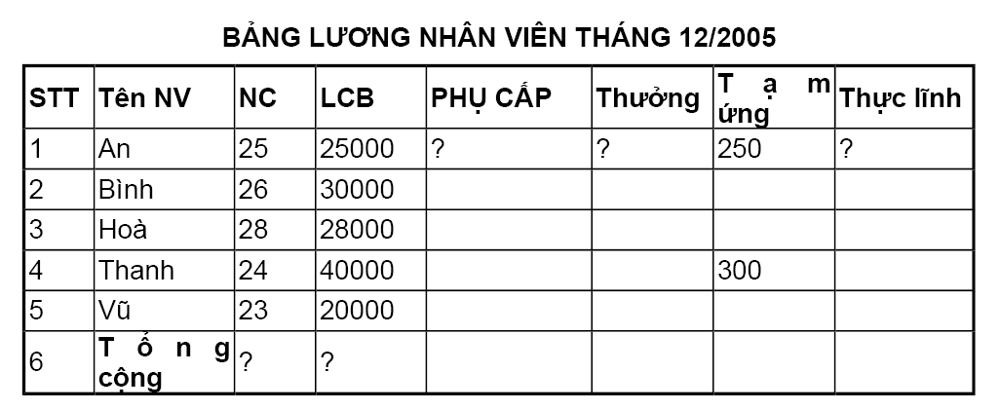 BẢNG LƯƠNG NHÂN VIÊN THÁNG 12/2005
STT Tên NV NC LCB PHỤ CẤP Thưởng Tạm ứng Thực lĩnh
1 An 25 25000 ? ? 250 ?
2 Bình 26 30000
3 Hoà 28 28000
4 Thanh 24 40000 300
5 Vũ 23 20000
6 Tổng cộng ? ?